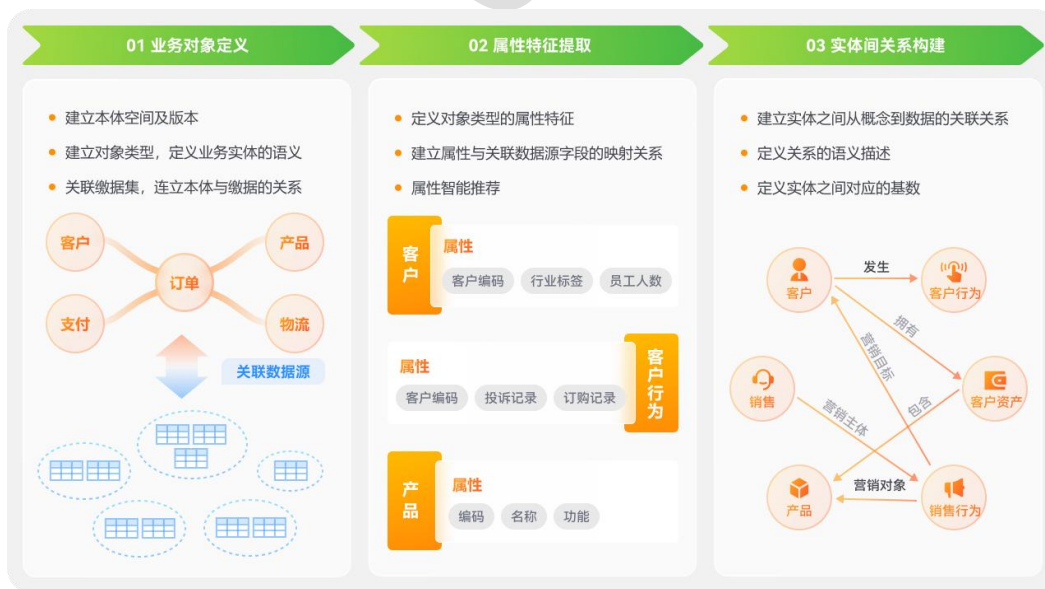 01 业务对象定义
建立本体空间及版本
建立对象类型，定义业务实体的语义
关联缴据集，连立本体与缴据的关系
客户
产品
订单
支付
物流
关联数据源
02 属性特征提取
定义对象类型的属性特征
建立属性与关联数据源字段的映射关系
属性智能推荐
客户
属性
客户编码 行业标签 员工人数
属性
客户编码 投诉记录 订购记录
客户行为
产品
属性
编码 名称 功能
03 实体间关系构建
建立实体之间从概念到数据的关联关系
定义关系的语义描述
定义实体之间对应的基数
客户
发生
客户行为
拥有
营销目标
销售
客户资产
营销主体
包含
营销对象
产品
销售行为